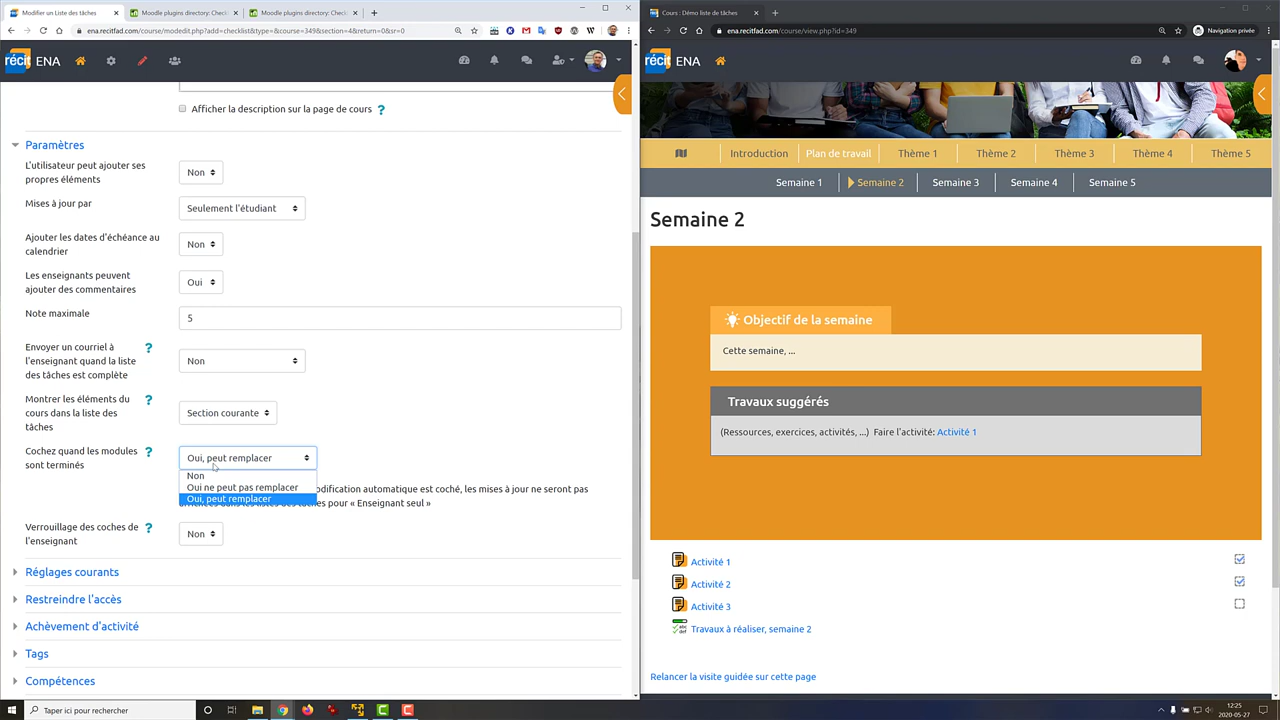 Modifier un Liste des tâches
Moodle plugins directory: Check
Moodle plugins directory: Check
Cours : Démo liste de tâches
ena.recitfad.com/course/modedit.php?add=checklist&type=&course=349&section=4&return=0&sr=0
ena.recitfad.com/course/view.php?id=349
Navigation privée
récit ENA
récit ENA
Afficher la description sur la page de cours
Paramètres
L'utilisateur peut ajouter ses
propres éléments
Non
Mises à jour par
Seulement l'étudiant
Ajouter les dates d'échéance au
calendrier
Non
Les enseignants peuvent
ajouter des commentaires
Oui
Note maximale
5
Envoyer un courriel à
l'enseignant quand la liste
des tâches est complète
Non
Montrer les éléments du
cours dans la liste des
tâches
Section courante
Cochez quand les modules
sont terminés
Oui, peut remplacer
Non
Oui ne peut pas remplacer
Oui, peut remplacer
odification automatique est coché, les mises à jour ne seront pas
affichées dans les listes des tâches pour « Enseignant seul »
Verrouillage des coches de
l'enseignant
Non
Réglages courants
Restreindre l'accès
Achèvement d'activité
Tags
Compétences
Introduction
Plan de travail
Thème 1
Thème 2
Thème 3
Thème 4
Thème 5
Semaine 1
Semaine 2
Semaine 3
Semaine 4
Semaine 5
Semaine 2
Objectif de la semaine
Cette semaine, ...
Travaux suggérés
(Ressources, exercices, activités, ...) Faire l'activité: Activité 1
Activité 1
Activité 2
Activité 3
Travaux à réaliser, semaine 2
Relancer la visite guidée sur cette page
Taper ici pour rechercher
12:25
2020-05-27